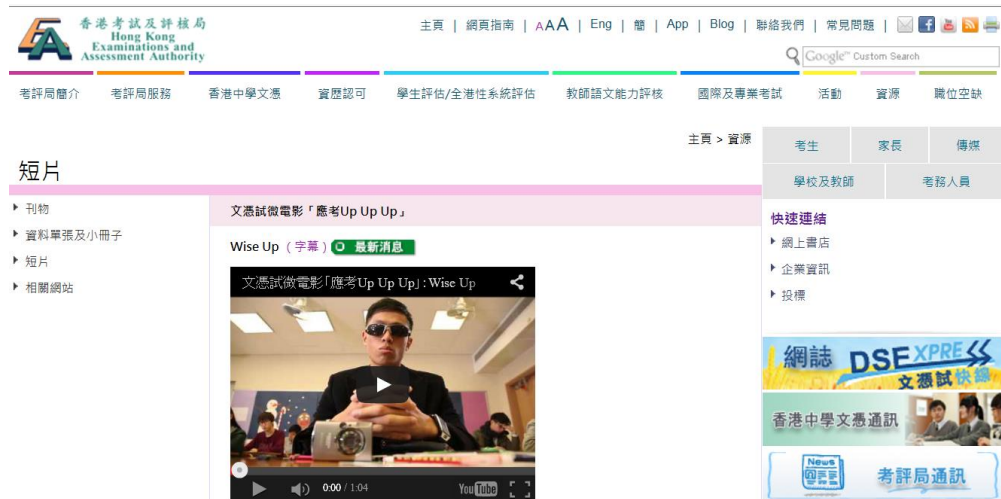 香港考試及評核局
Hong Kong
Examinations and
Assessment Authority
主頁 | 網頁指南 | AAA | Eng | 簡 | App | Blog | 聯絡我們 | 常見問題 |
Google™ Custom Search
考評局簡介 考評局服務 香港中學文憑 資歷認可 學生評估/全港性系統評估 教師語文能力評核 國際及專業考試 活動 資源 職位空缺
主頁 > 資源
短片
刊物
資料單張及小冊子
短片
相關網站
文憑試微電影「應考Up Up Up」
Wise Up (字幕) 最新消息
文憑試微電影「應考Up Up Up」: Wise Up
0:00 / 1:04
YouTube
考生 家長 傳媒
學校及教師 考務人員
快速連結
網上書店
企業資訊
投標
網誌 DSE XPRESS
文憑試快線
香港中學文憑通訊
News
考評局通訊